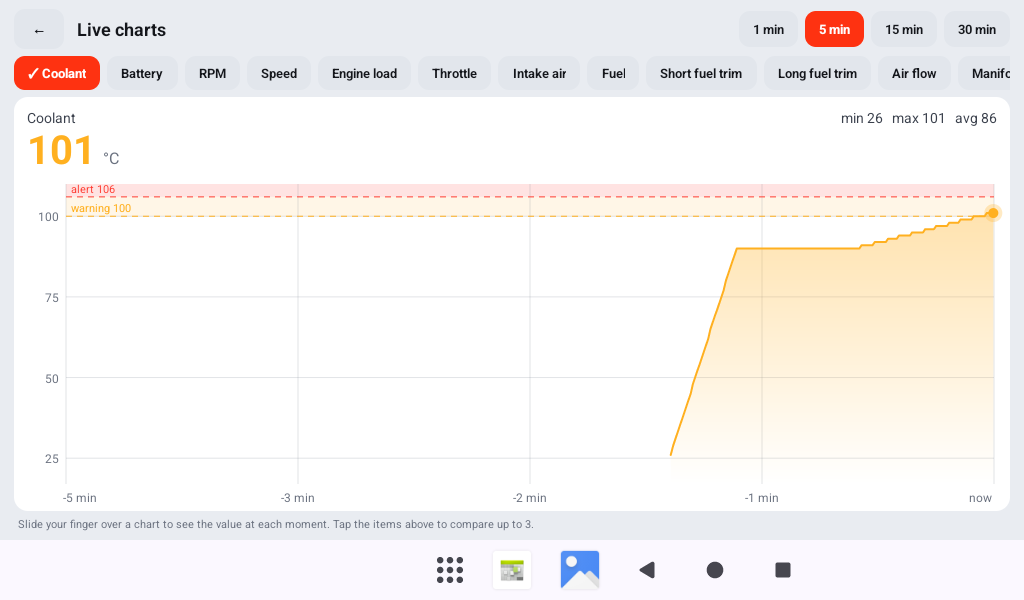 ←
Live charts
1 min
5 min
15 min
30 min
✓ Coolant
Battery
RPM
Speed
Engine load
Throttle
Intake air
Fuel
Short fuel trim
Long fuel trim
Air flow
Manifo
Coolant
min 26 max 101 avg 86
101 °C
alert 106
warning 100
100
75
50
25
-5 min
-3 min
-2 min
-1 min
now
Slide your finger over a chart to see the value at each moment. Tap the items above to compare up to 3.